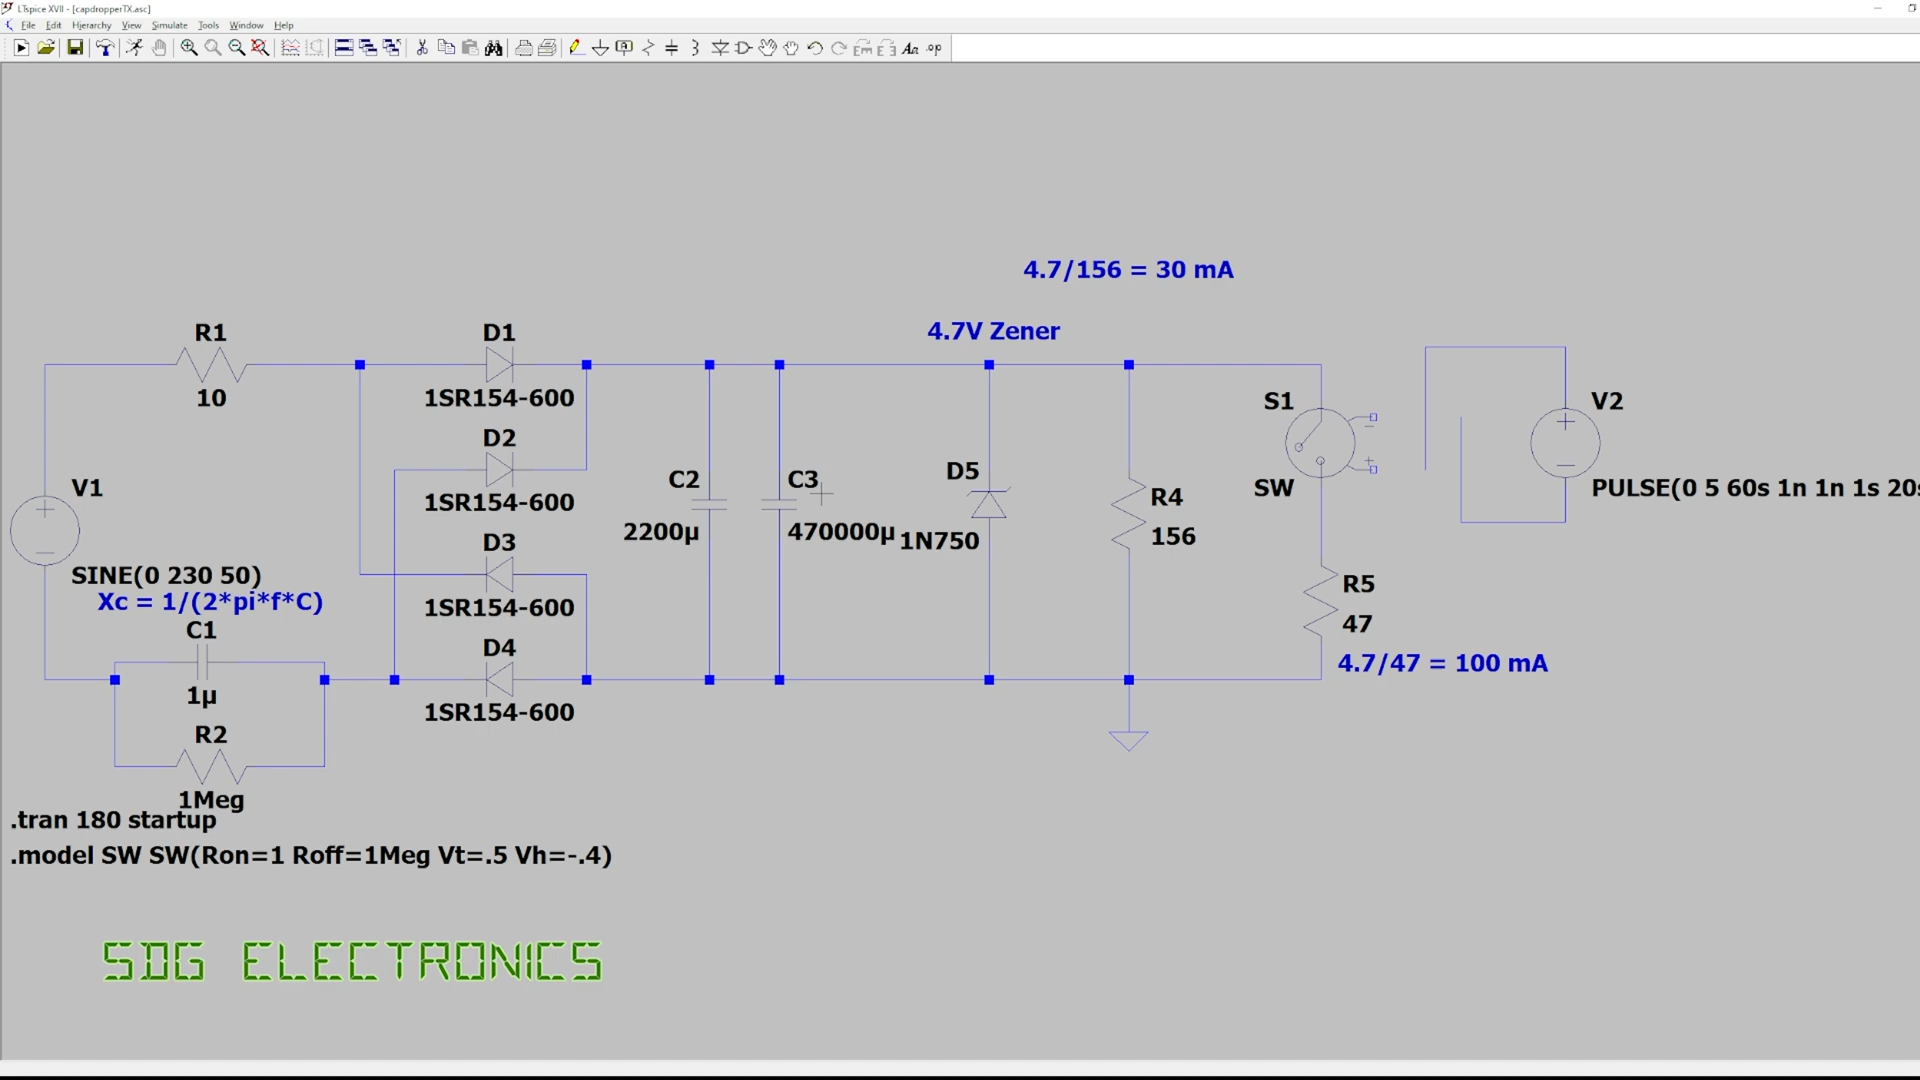 LTspice XVII - [capdropperTX.asc]
File Edit Hierarchy View Simulate Tools Window Help
4.7/156 = 30 mA
4.7V Zener
R1
10
D1
1SR154-600
D2
1SR154-600
D3
1SR154-600
D4
1SR154-600
V1
SINE(0 230 50)
Xc = 1/(2*pi*f*C)
C1
1µ
R2
1Meg
C2
2200µ
C3
470000µ
D5
1N750
R4
156
S1
SW
R5
47
4.7/47 = 100 mA
V2
PULSE(0 5 60s 1n 1n 1s 20s
.tran 180 startup
.model SW SW(Ron=1 Roff=1Meg Vt=.5 Vh=-.4)
SDG ELECTRONICS